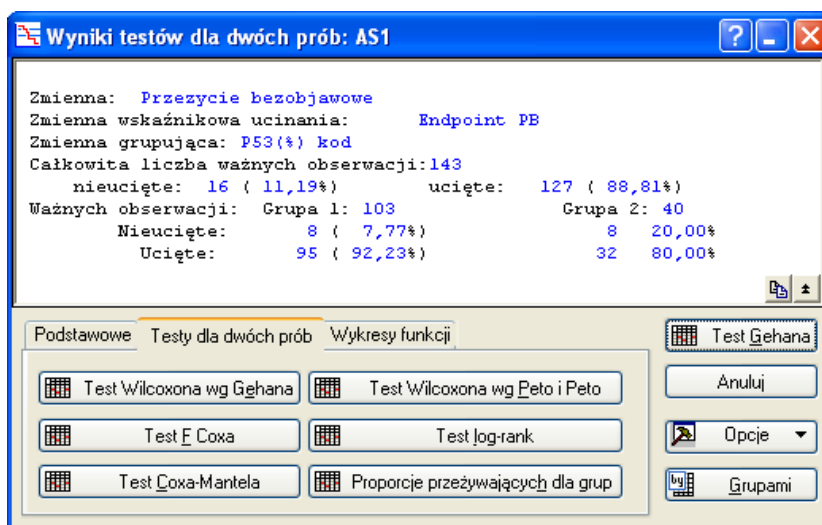 Wyniki testów dla dwóch prób: AS1
Zmienna: Przezycie bezobjawowe
Zmienna wskaźnikowa ucinania: Endpoint PB
Zmienna grupująca: P53(%) kod
Całkowita liczba ważnych obserwacji:143
nieucięte: 16 ( 11,19%) ucięte: 127 ( 88,81%)
Ważnych obserwacji: Grupa 1: 103 Grupa 2: 40
Nieucięte: 8 ( 7,77%) 8 20,00%
Ucięte: 95 ( 92,23%) 32 80,00%
Podstawowe Testy dla dwóch prób Wykresy funkcji
Test Gehana
Test Wilcoxona wg Gehana Test Wilcoxona wg Peto i Peto
Anuluj
Test F Coxa Test log-rank
Opcje
Test Coxa-Mantela Proporcje przeżywających dla grup
by Grupami